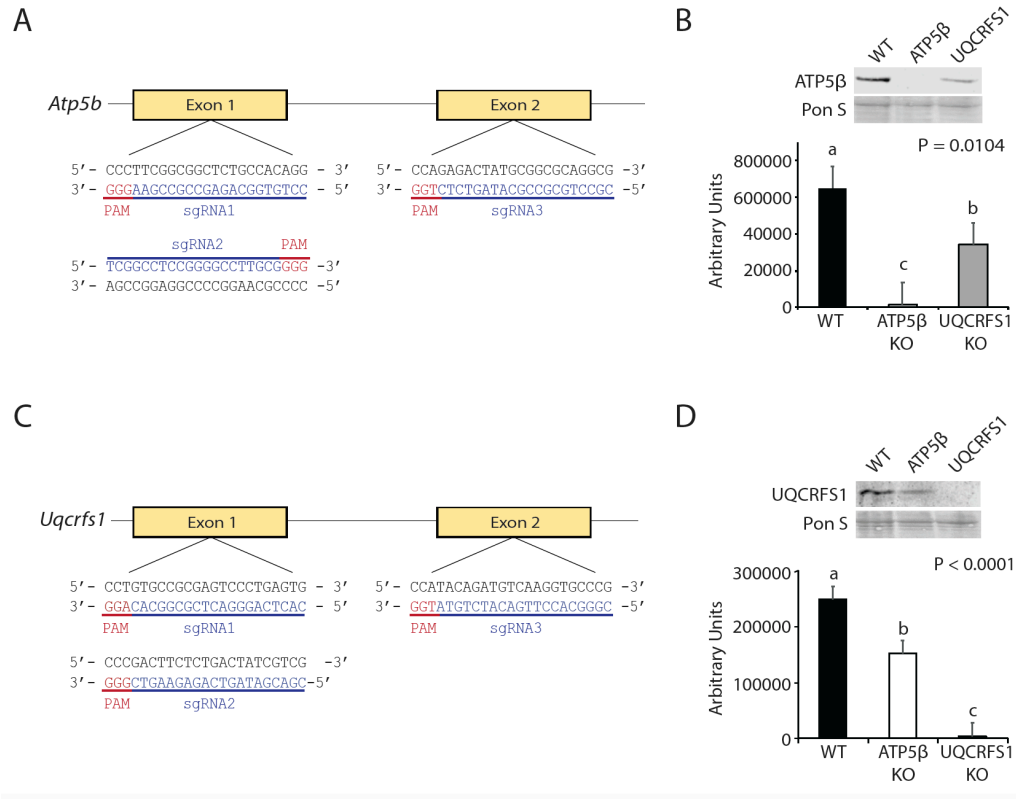 A
Atp5b
Exon 1
Exon 2
5’- CCCTTCGGCGGCTCTGCCACAGG - 3’
3’- GGGAAGCCGCCGAGACGGTGTCC - 5’
PAM
sgRNA1
5’- CCAGAGACTATGCGGCGCAGGCG -3’
3’- GGTCTCTGATACGCCGCGTCCGC -5’
PAM
sgRNA3
sgRNA2
PAM
5’- TCGGCCTCCGGGGCCTTGCGGGG -3’
3’- AGCCGGAGGCCCCGGAACGCCCC -5’
B
WT
ATP5β
UQCRFS1
ATP5β
Pon S
P = 0.0104
Arbitrary Units
800000
600000
40000
20000
0
a
c
b
WT
ATP5β KO
UQCRFS1 KO
C
Uqcrfs1
Exon 1
Exon 2
5’- CCTGTGCCGCGAGTCCCTGAGTG - 3’
3’- GGACACGGCGCTCAGGGACTCAC - 5’
PAM
sgRNA1
5’- CCATACAGATGTCAAGGTGCCCG - 3’
3’- GGTATGTCTACAGTTCCACGGGC -5’
PAM
sgRNA3
5’- CCCGACTTCTCTGACTATCGTCG -3’
3’- GGGCTGAAGAGACTGATAGCAGC-5’
PAM
sgRNA2
D
WT
ATP5β
UQCRFS1
UQCRFS1
Pon S
P < 0.0001
Arbitrary Units
300000
200000
100000
0
a
b
c
WT
ATP5β KO
UQCRFS1 KO